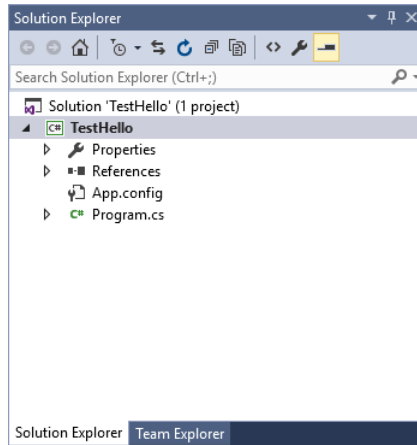 Solution Explorer
Search Solution Explorer (Ctrl+;)
Solution 'TestHello' (1 project)
C# TestHello
Properties
References
App.config
C# Program.cs
Solution Explorer Team Explorer